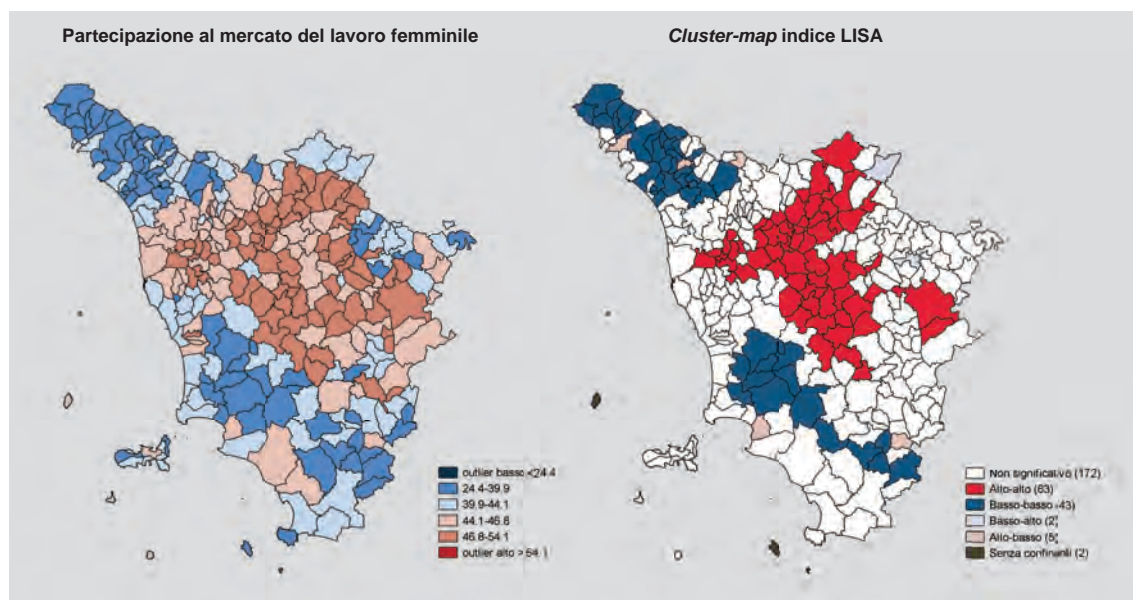 Partecipazione al mercato del lavoro femminile
Cluster-map indice LISA
outlier basso <24.4
24.4-39.9
39.9-44.1
44.1-46.8
46.8-54.1
outlier alto > 54.1
Non significativo (172)
Alto-alto (63)
Basso-basso (43)
Basso-alto (2)
Alto-basso (5)
Senza confinanti (2)